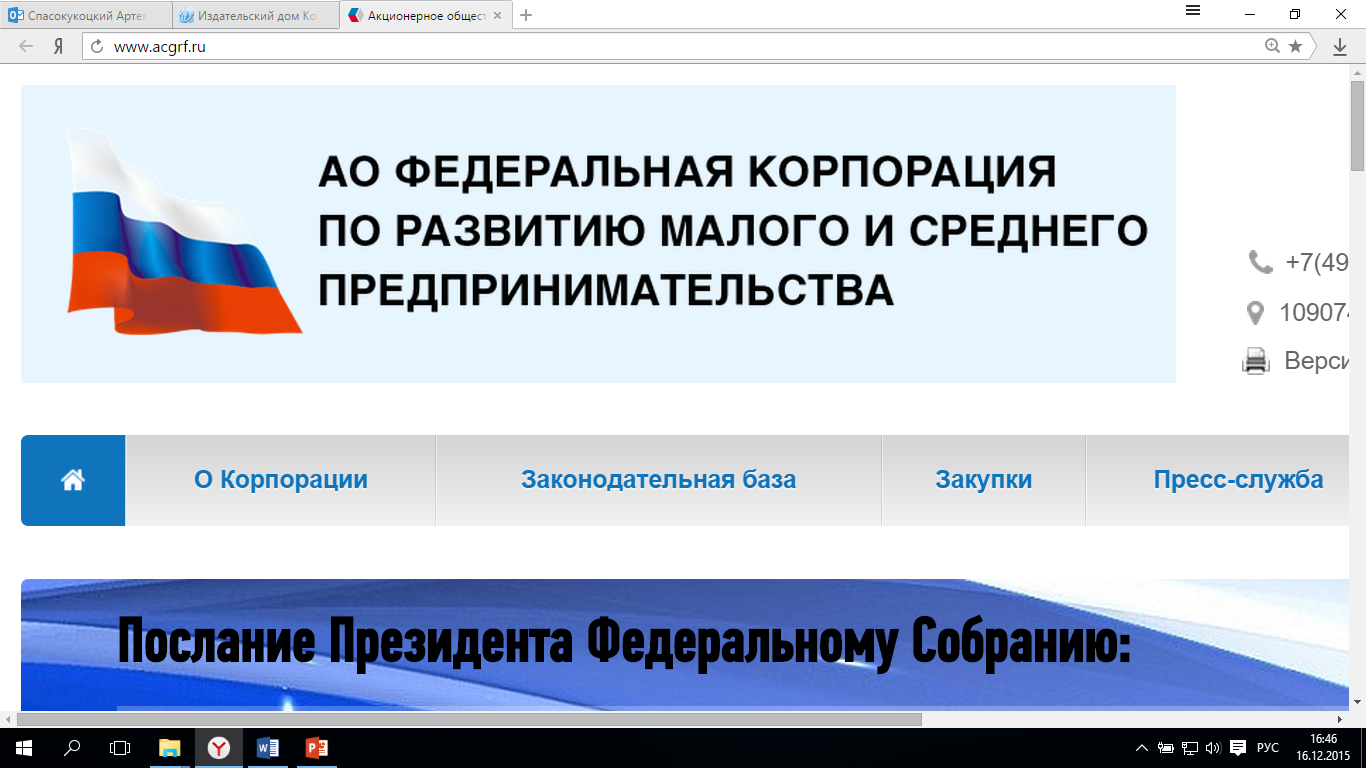 Спасокукоцкий Артем
Издательский дом Ко
Акционерное общест
www.acgrf.ru
АО ФЕДЕРАЛЬНАЯ КОРПОРАЦИЯ
ПО РАЗВИТИЮ МАЛОГО И СРЕДНЕГО
ПРЕДПРИНИМАТЕЛЬСТВА
+7(49
109074
Верси
О Корпорации
Законодательная база
Закупки
Пресс-служба
Послание Президента Федеральному Собранию:
РУС
16:46
16.12.2015